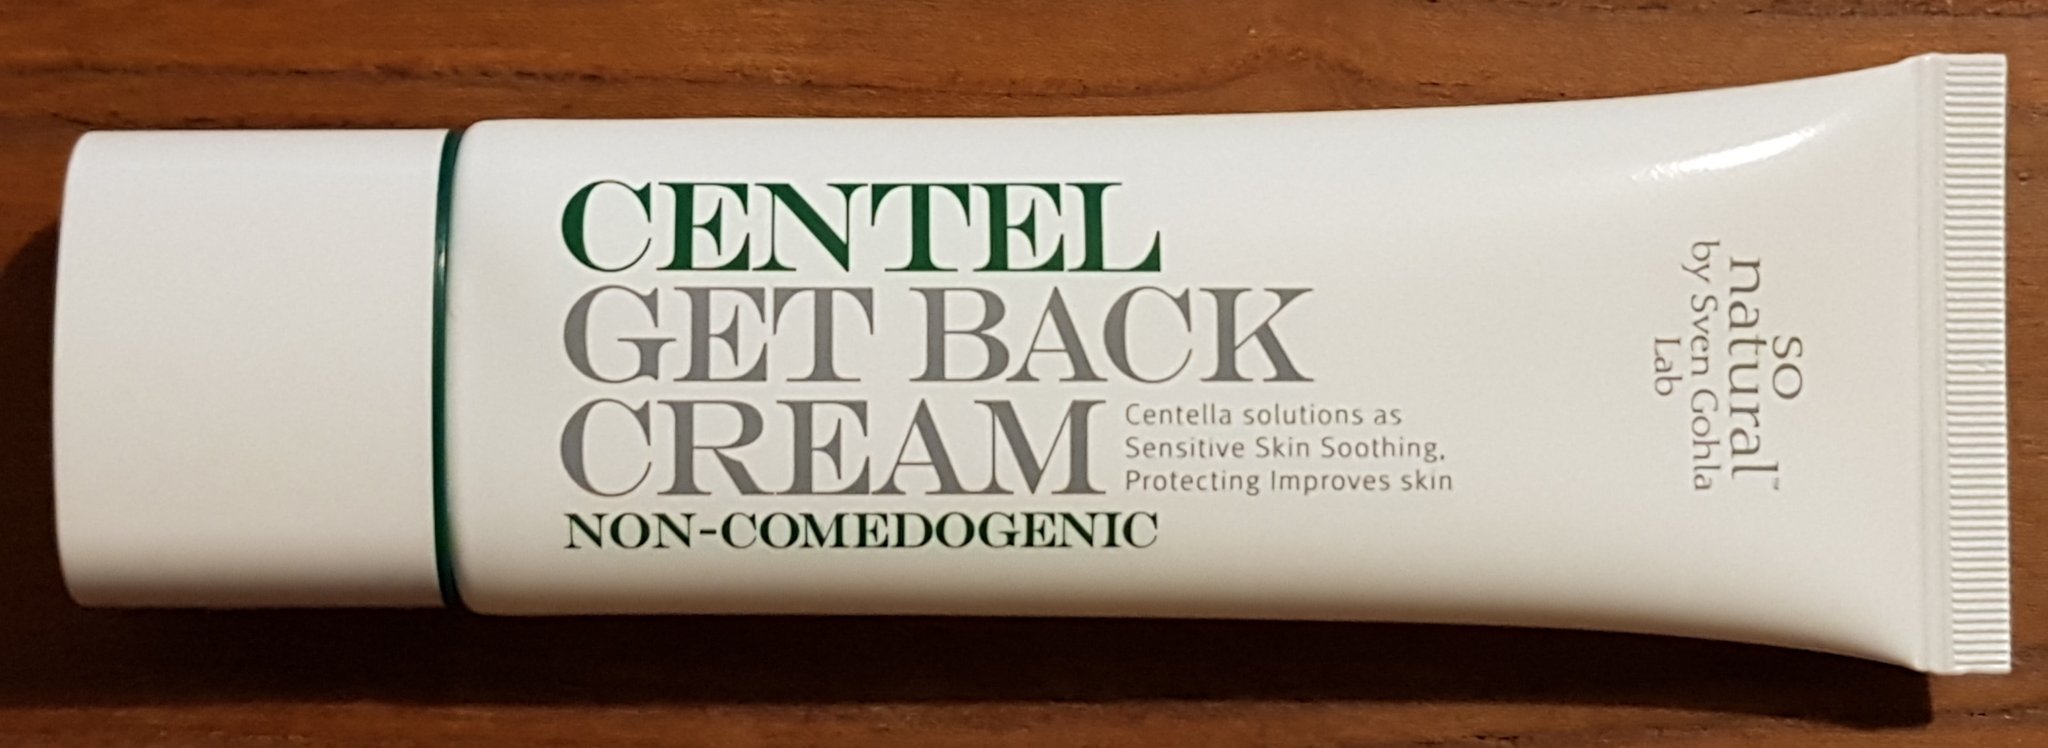 CENTEL
GET BACK
CREAM
Centella solutions as
Sensitive Skin Soothing,
Protecting Improves skin
NON-COMEDOGENIC
so
natural™
by Sven Gohla
Lab